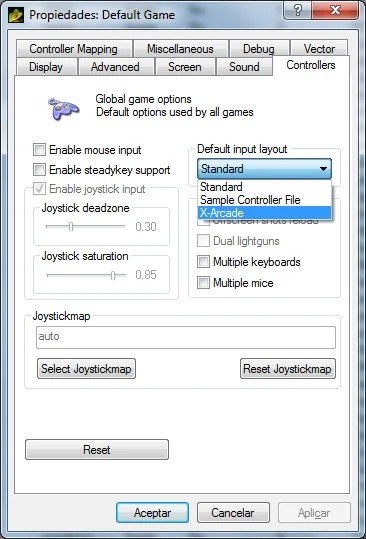 Propiedades: Default Game
Controller Mapping
Miscellaneous
Debug
Vector
Display
Advanced
Screen
Sound
Controllers
Global game options
Default options used by all games
Enable mouse input
Enable steadykey support
Enable joystick input
Joystick deadzone
0.30
Joystick saturation
0.85
Default input layout
Standard
Standard
Sample Controller File
X-Arcade
Offscreen shots reload
Dual lightguns
Multiple keyboards
Multiple mice
Joystickmap
auto
Select Joystickmap
Reset Joystickmap
Reset
Aceptar
Cancelar
Aplicar